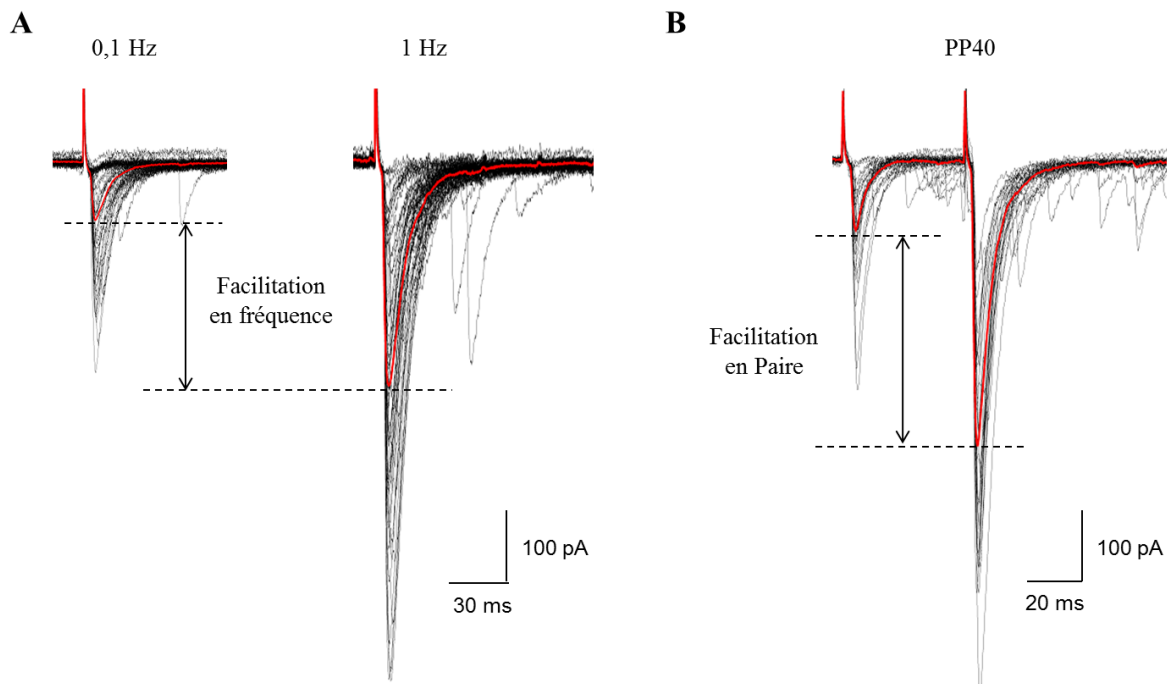 A
0,1 Hz
1 Hz
Facilitation
en fréquence
100 pA
30 ms
B
PP40
Facilitation
en Paire
100 pA
20 ms